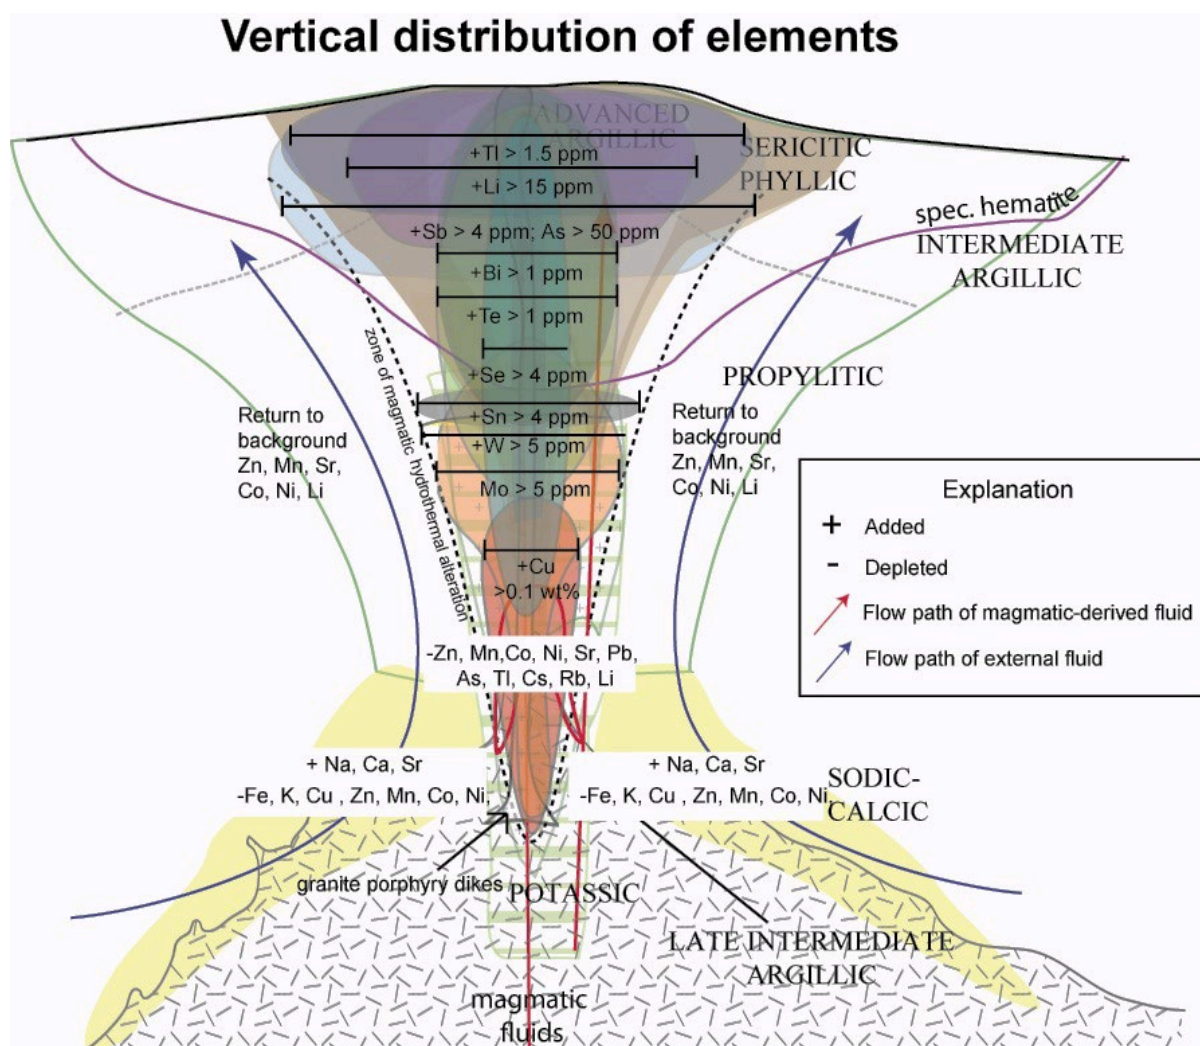 Vertical distribution of elements
ADVANCED
ARGILLIC
+Tl > 1.5 ppm
SERICITIC
PHYLLIC
+Li > 15 ppm
spec. hematite
+Sb > 4 ppm; As > 50 ppm
INTERMEDIATE
ARGILLIC
+Bi > 1 ppm
+Te > 1 ppm
zone of magmatic hydrothermal alteration
+Se > 4 ppm
PROPYLITIC
Return to
background
Zn, Mn, Sr,
Co, Ni, Li
+Sn > 4 ppm
+W > 5 ppm
Mo > 5 ppm
Return to
background
Zn, Mn, Sr,
Co, Ni, Li
Explanation
+ Added
- Depleted
Flow path of magmatic-derived fluid
Flow path of external fluid
+Cu
>0.1 wt%
-Zn, Mn,Co, Ni, Sr, Pb,
As, Tl, Cs, Rb, Li
+ Na, Ca, Sr
-Fe, K, Cu , Zn, Mn, Co, Ni,
+ Na, Ca, Sr
-Fe, K, Cu , Zn, Mn, Co, Ni,
SODIC-
CALCIC
granite porphyry dikes
POTASSIC
LATE INTERMEDIATE
ARGILLIC
magmatic
fluids